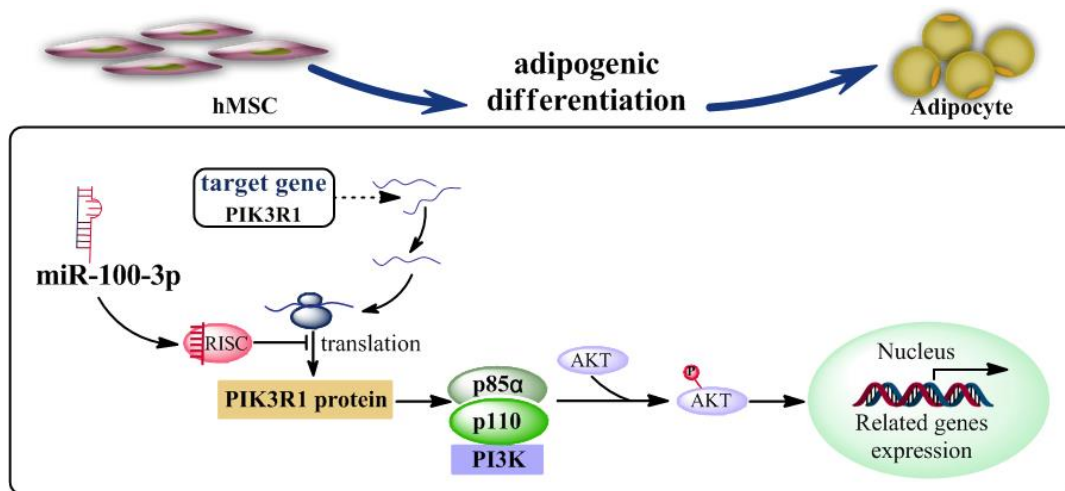 hMSC
adipogenic
differentiation
Adipocyte
target gene
PIK3R1
miR-100-3p
RISC
translation
PIK3R1 protein
p85α
p110
PI3K
AKT
P
AKT
Nucleus
Related genes
expression